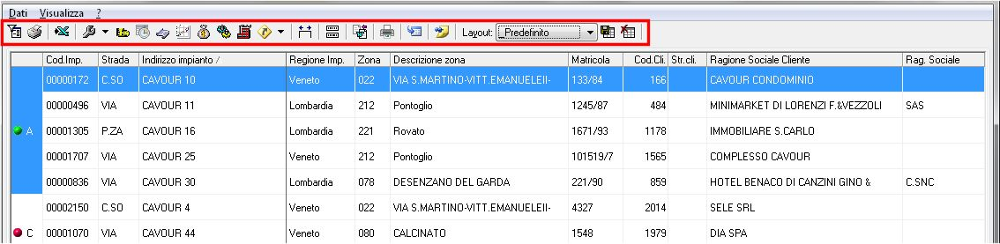 Dati Visualizza ?
Layout: _Predefinito
Cod.Imp. Strada Indirizzo impianto / Regione Imp. Zona Descrizione zona Matricola Cod.Cli. Str.cli. Ragione Sociale Cliente Rag. Sociale
00000172 C.SO CAVOUR 10 Veneto 022 VIA S.MARTINO-VITT.EMANUELEII- 133/84 166 CAVOUR CONDOMINIO
00000496 VIA CAVOUR 11 Lombardia 212 Pontoglio 1245/87 484 MINIMARKET DI LORENZI F.&VEZZOLI SAS
A 00001305 P.ZA CAVOUR 16 Lombardia 221 Rovato 1671/93 1178 IMMOBILIARE S.CARLO
00001707 VIA CAVOUR 25 Veneto 212 Pontoglio 101519/7 1565 COMPLESSO CAVOUR
00000836 VIA CAVOUR 30 Lombardia 078 DESENZANO DEL GARDA 221/90 859 HOTEL BENACO DI CANZINI GINO & C.SNC
00002150 C.SO CAVOUR 4 Veneto 022 VIA S.MARTINO-VITT.EMANUELEII- 4327 2014 SELE SRL
C 00001070 VIA CAVOUR 44 Veneto 080 CALCINATO 1548 1979 DIA SPA